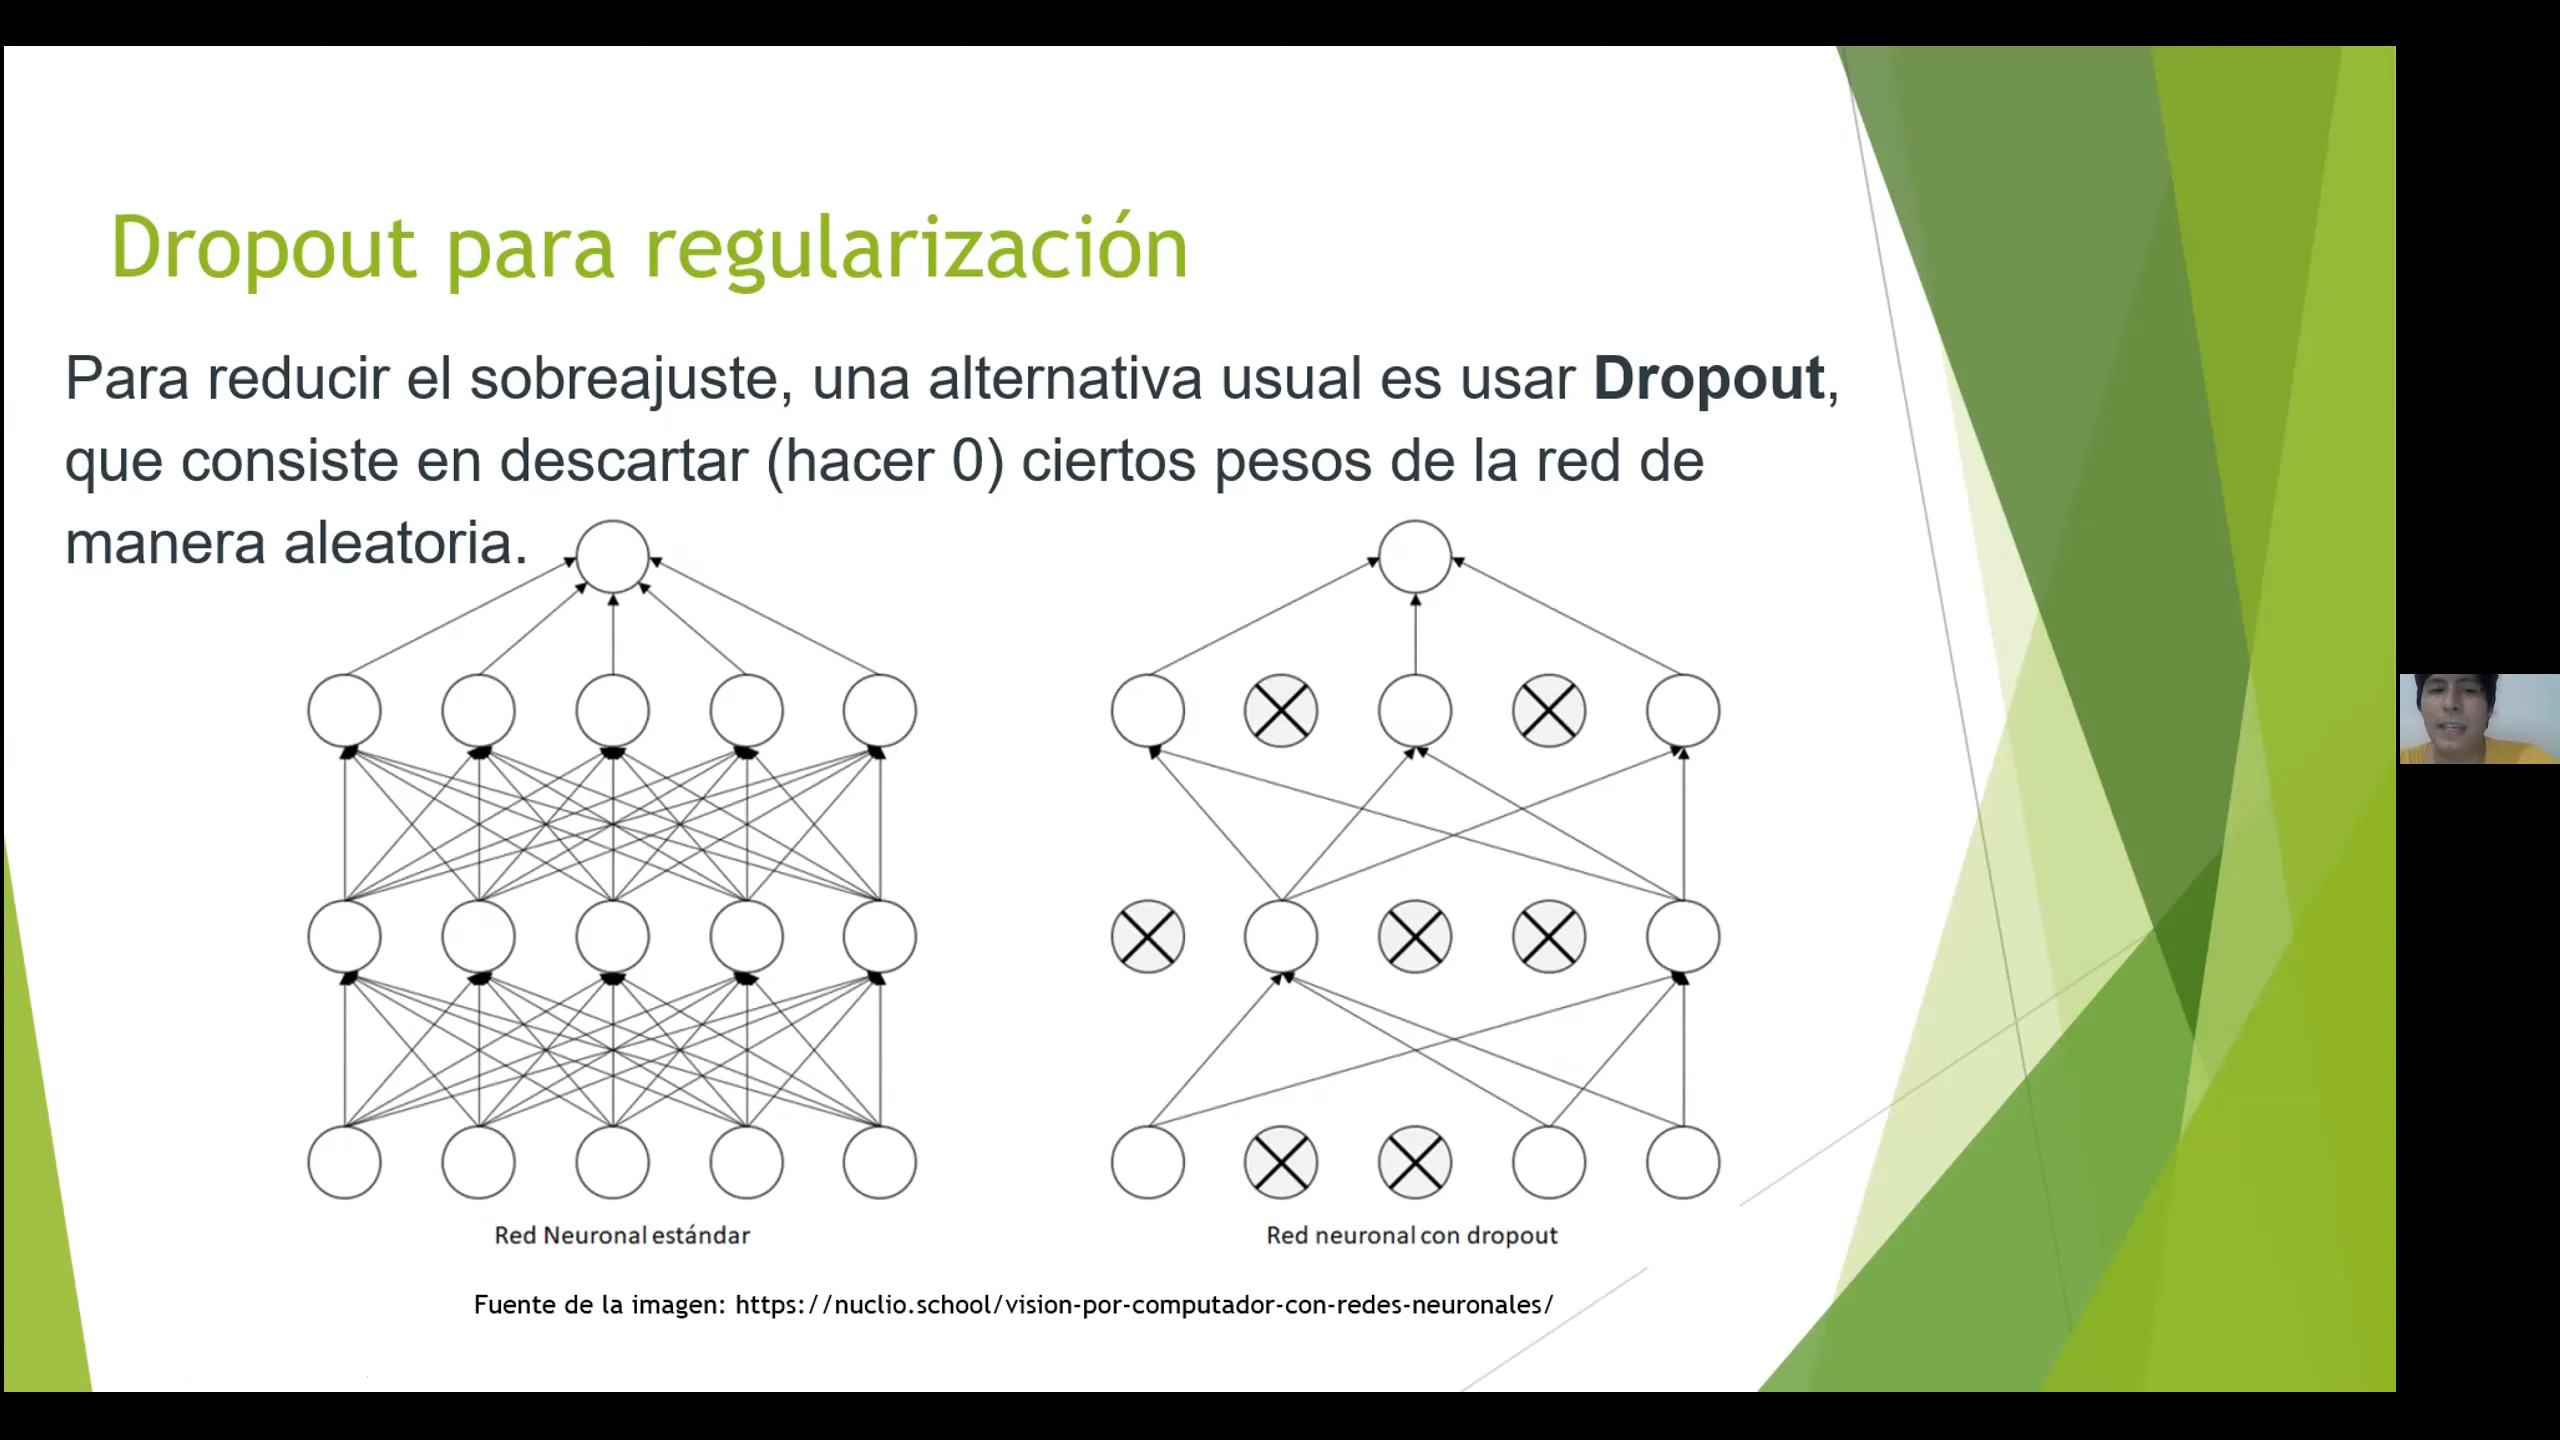 Dropout para regularización
Para reducir el sobreajuste, una alternativa usual es usar Dropout,
que consiste en descartar (hacer 0) ciertos pesos de la red de
manera aleatoria.
Red Neuronal estándar
Red neuronal con dropout
Fuente de la imagen: https://nuclio.school/vision-por-computador-con-redes-neuronales/